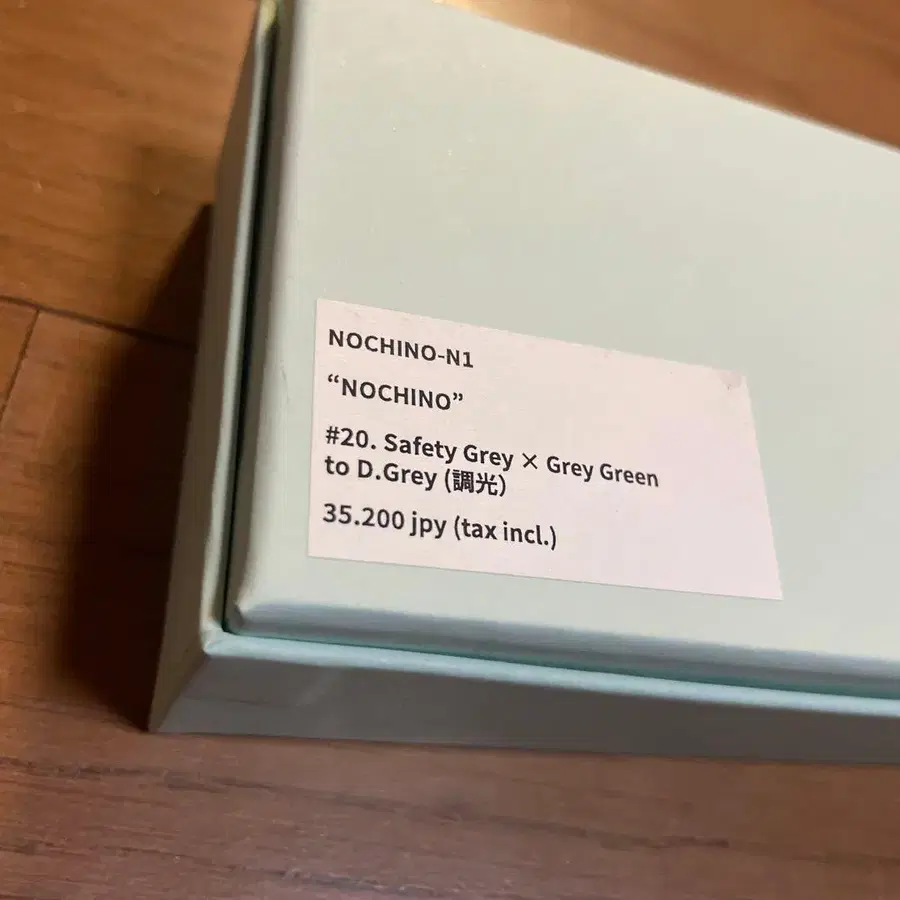 NOCHINO-N1
“NOCHINO”
#20. Safety Grey × Grey Green
to D.Grey (調光)
35.200 jpy (tax incl.)